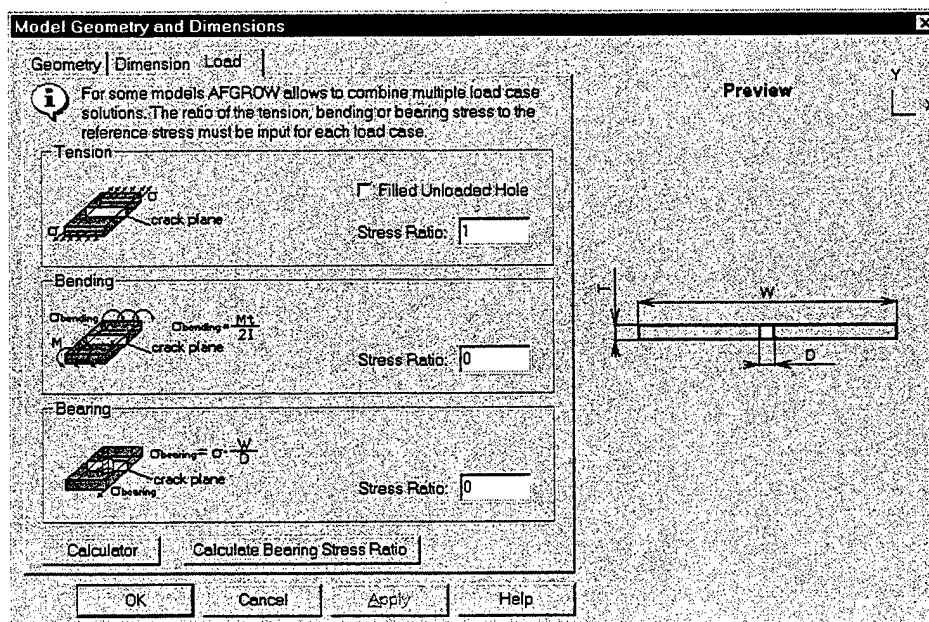 Model Geometry and Dimensions
Geometry Dimension Load
For some models AFGROW allows to combine multiple load case
solutions. The ratio of the tension, bending or bearing stress to the
reference stress must be input for each load case.
Preview
Y
X
Tension
σ
crack plane
σ
Filled Unloaded Hole
Stress Ratio: 1
Bending
σbending
σbending = Mt
2I
M
crack plane
Stress Ratio: 0
T
W
D
Bearing
σbearing = σ · W
D
crack plane
σbearing
Stress Ratio: 0
Calculator Calculate Bearing Stress Ratio
OK Cancel Apply Help